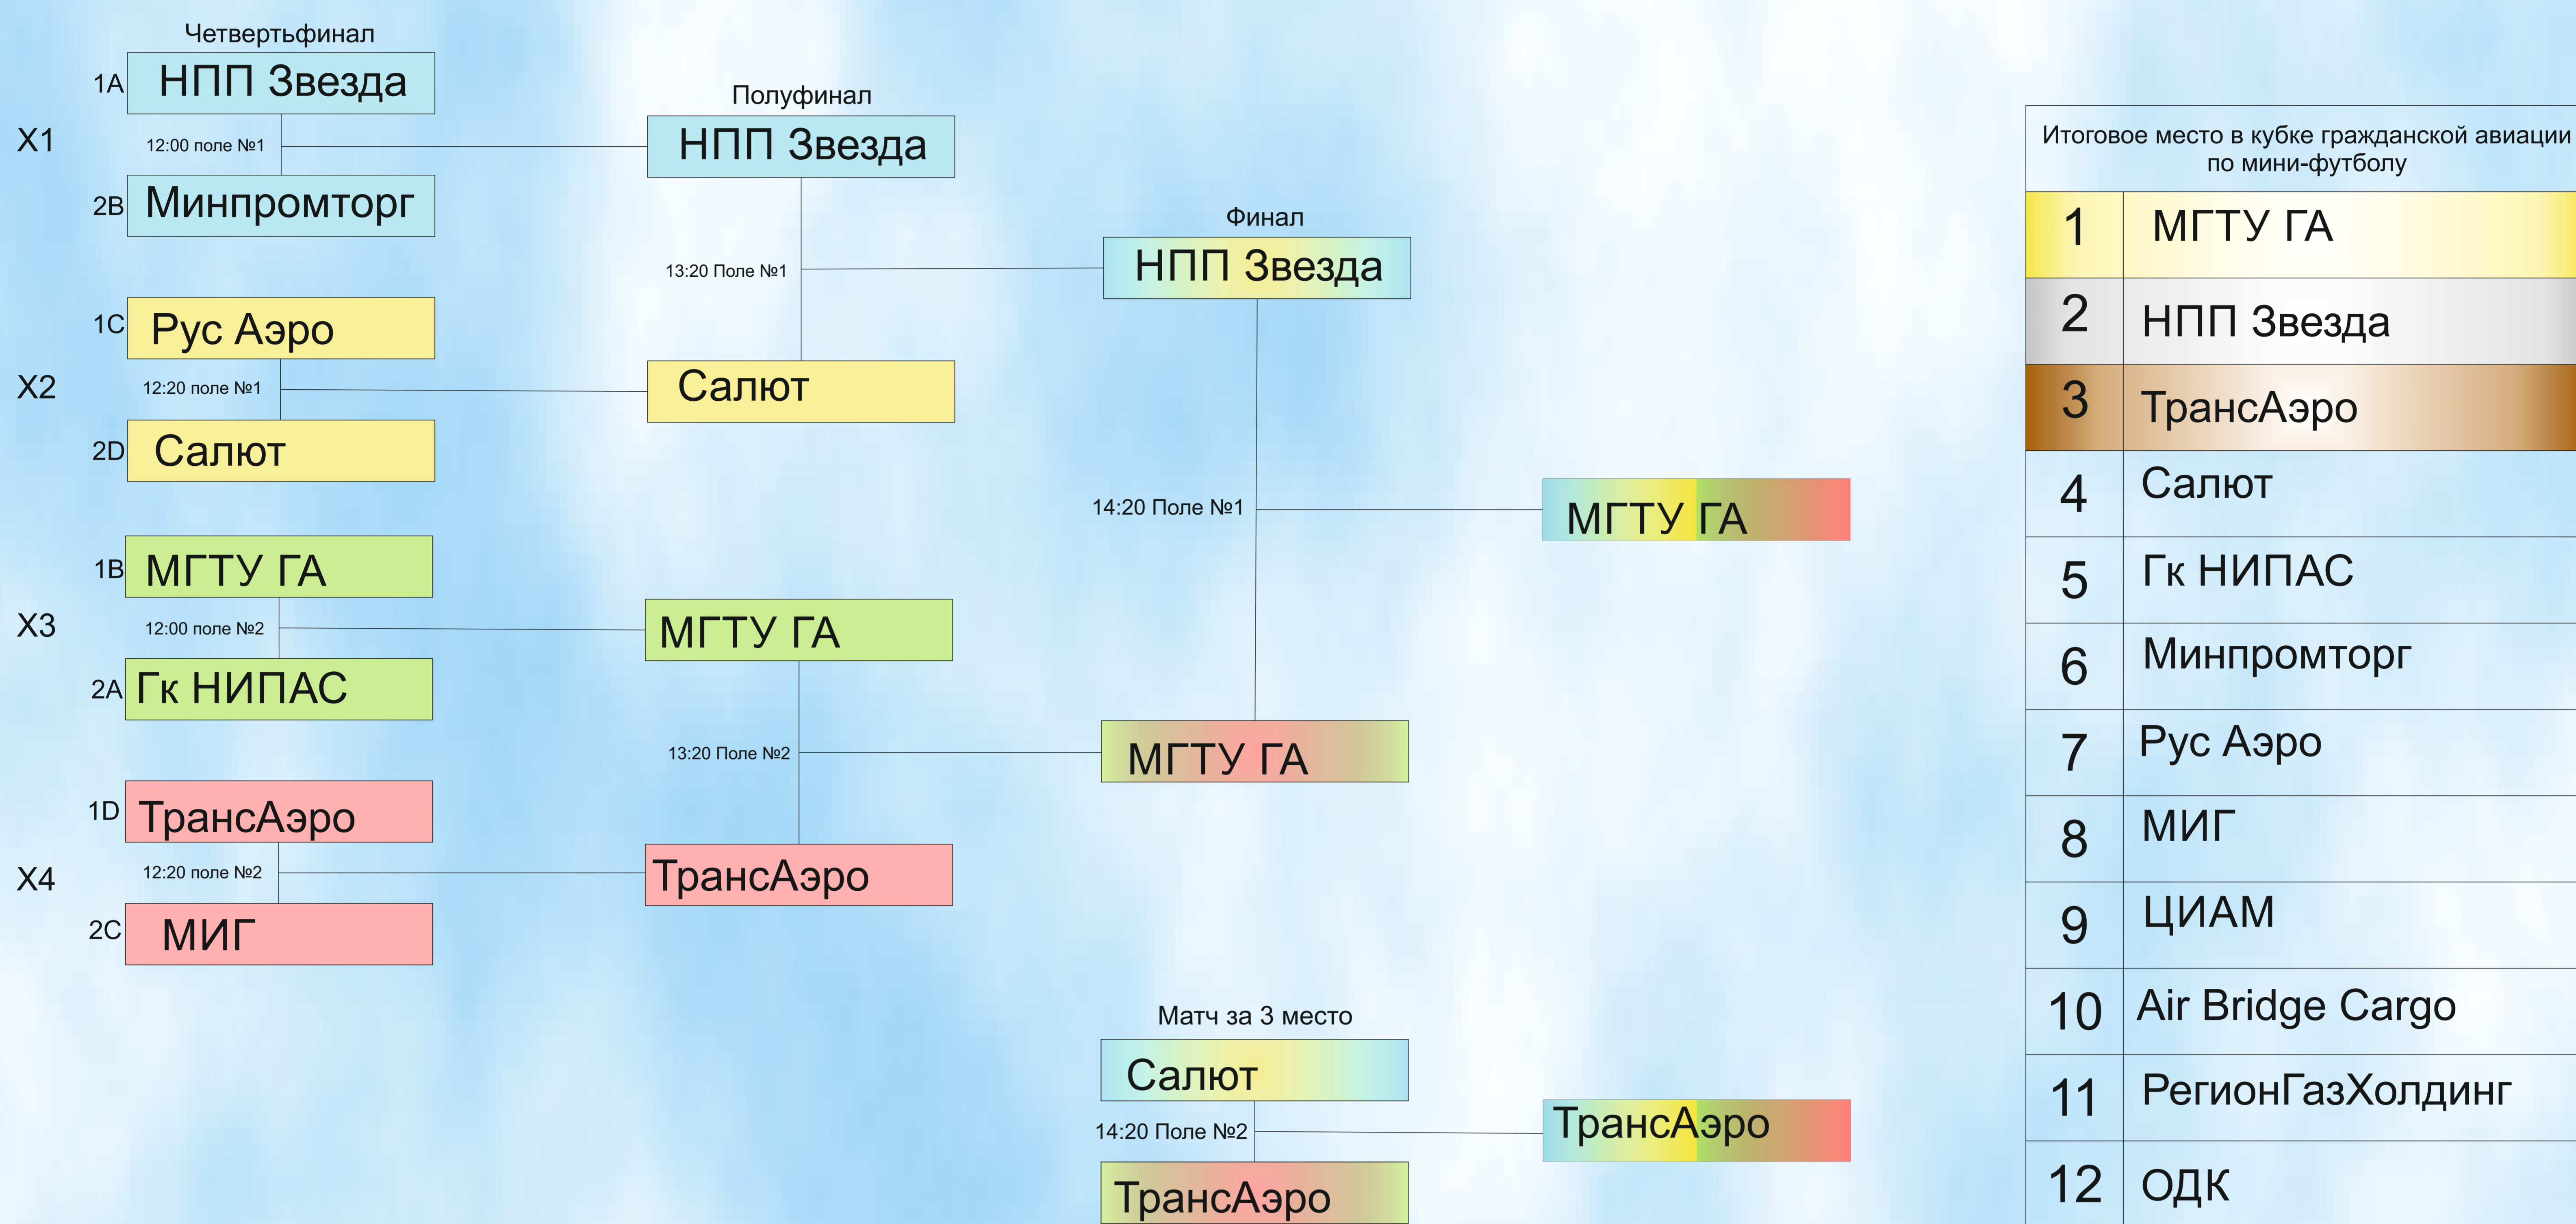 Четвертьфинал
1A
НПП Звезда
X1
12:00 поле №1
2B
Минпромторг
1C
Рус Аэро
X2
12:20 поле №1
2D
Салют
1B
МГТУ ГА
X3
12:00 поле №2
2A
Гк НИПАС
1D
ТрансАэро
X4
12:20 поле №2
2C
МИГ
Полуфинал
НПП Звезда
13:20 Поле №1
Салют
МГТУ ГА
13:20 Поле №2
ТрансАэро
Финал
НПП Звезда
14:20 Поле №1
МГТУ ГА
МГТУ ГА
Матч за 3 место
Салют
14:20 Поле №2
ТрансАэро
ТрансАэро
Итоговое место в кубке гражданской авиации
по мини-футболу
1 МГТУ ГА
2 НПП Звезда
3 ТрансАэро
4 Салют
5 Гк НИПАС
6 Минпромторг
7 Рус Аэро
8 МИГ
9 ЦИАМ
10 Air Bridge Cargo
11 РегионГазХолдинг
12 ОДК